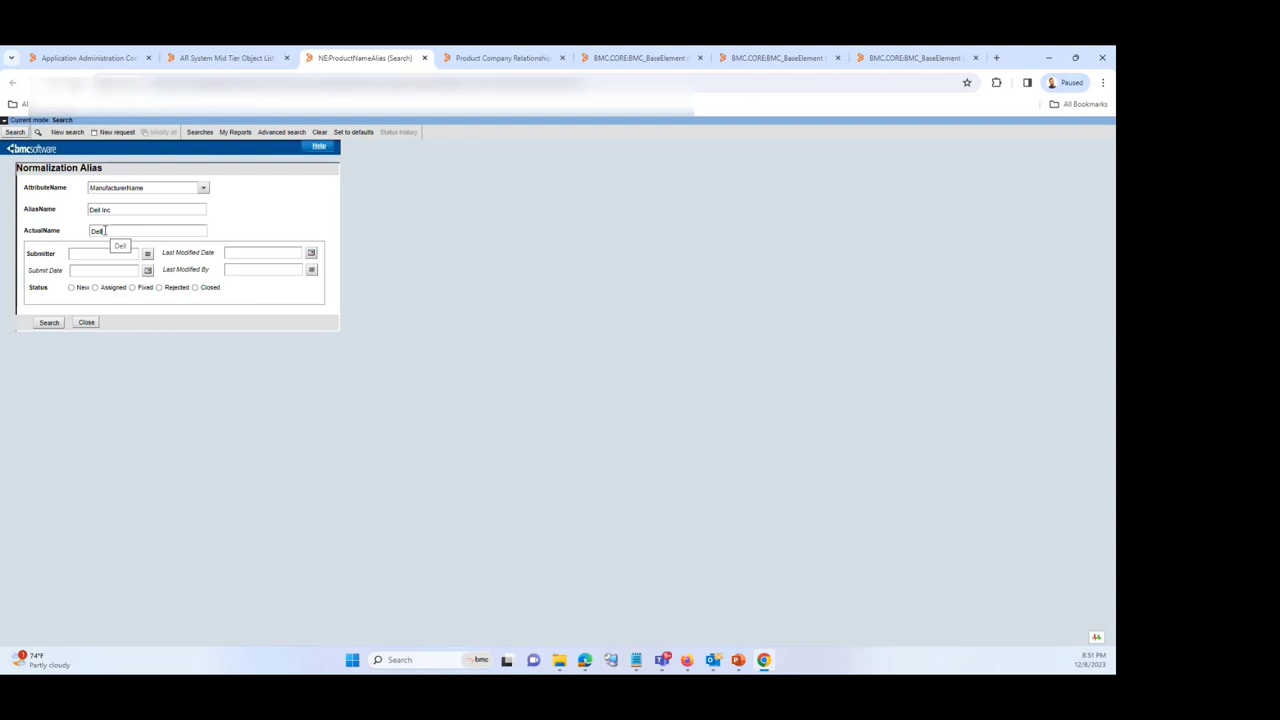 Application Administration Con
AR System Mid Tier Object List
NE:ProductNameAlias (Search)
Product Company Relationship
BMC.CORE:BMC_BaseElement
BMC.CORE:BMC_BaseElement
BMC.CORE:BMC_BaseElement
Paused
All Bookmarks
Current mode: Search
Search New search New request Modify all Searches My Reports Advanced search Clear Set to defaults Status history
bmcsoftware Help
Normalization Alias
AttributeName ManufacturerName
AliasName Dell Inc
ActualName Dell
Dell
Submitter Last Modified Date
Submit Date Last Modified By
Status New Assigned Fixed Rejected Closed
Search Close
1
74°F
Partly cloudy
Search
bmc
8:51 PM
12/8/2023